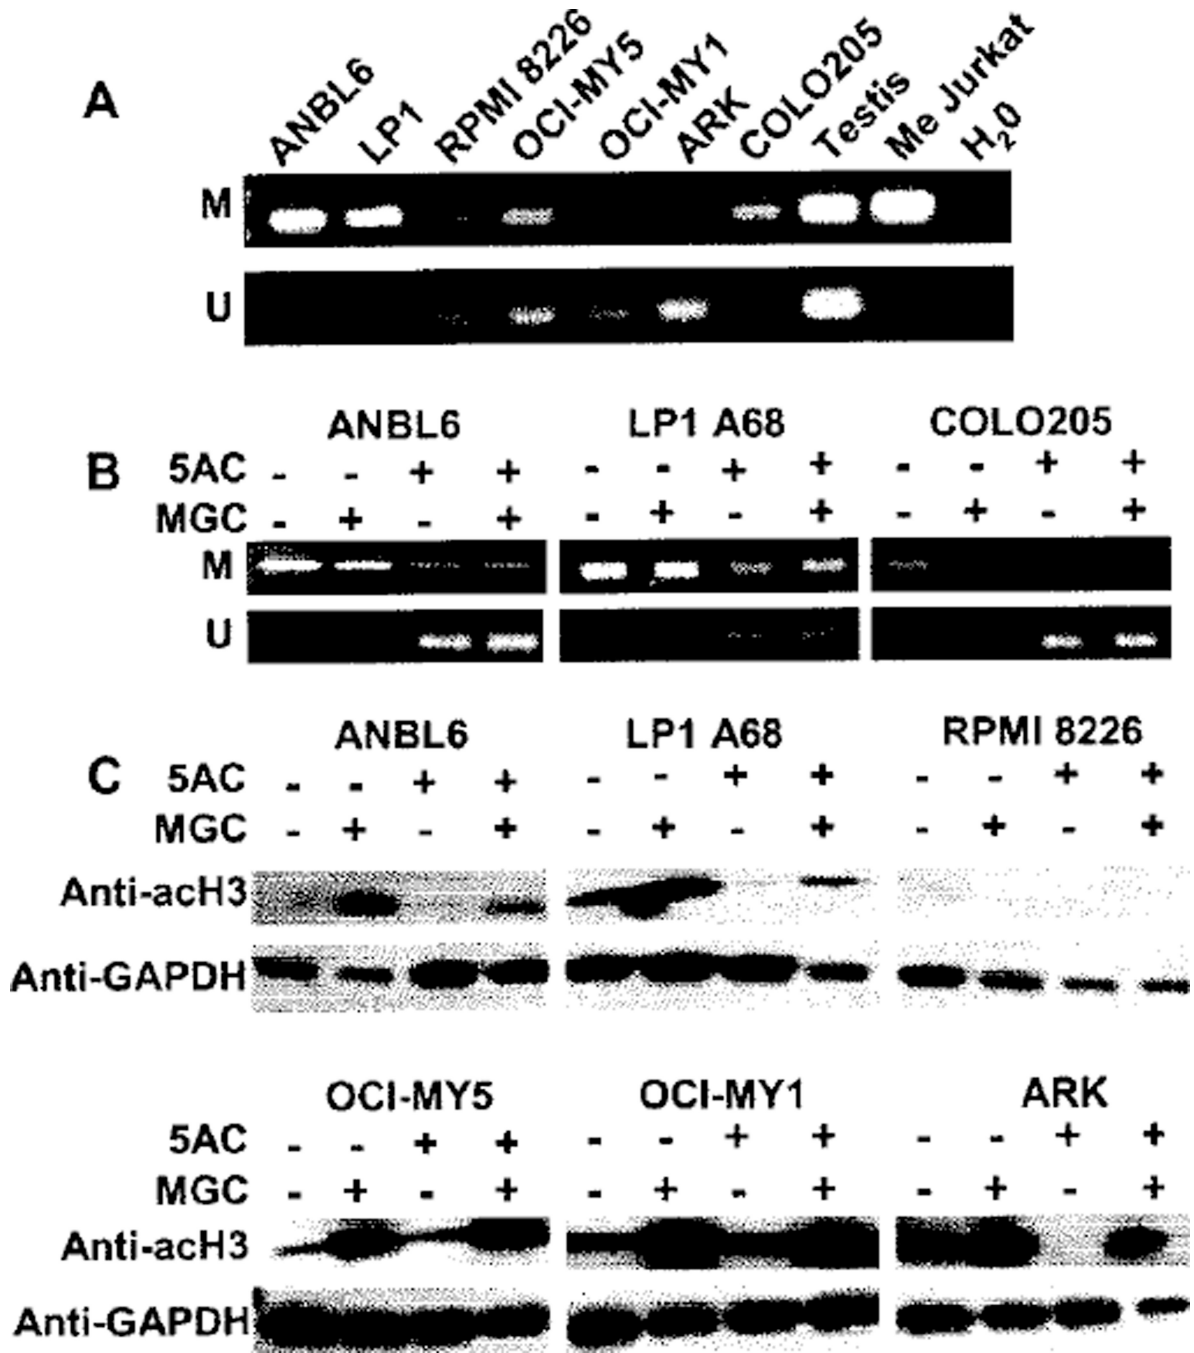 A
ANBL6 LP1 RPMI 8226 OCI-MY5 OCI-MY1 ARK COLO205 Testis Me Jurkat H20
M
U
B
ANBL6 LP1 A68 COLO205
5AC - - + + - - + + - - + +
MGC - + - + - + - + - + - +
M
U
C
ANBL6 LP1 A68 RPMI 8226
5AC - - + + - - + + - - + +
MGC - + - + - + - + - + - +
Anti-acH3
Anti-GAPDH
OCI-MY5 OCI-MY1 ARK
5AC - - + + - - + + - - + +
MGC - + - + - + - + - + - +
Anti-acH3
Anti-GAPDH